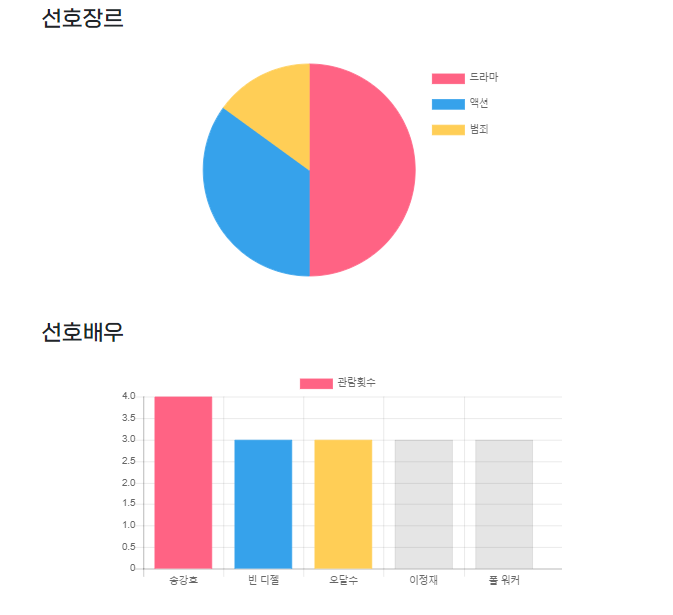 선호장르
드라마
액션
범죄
선호배우
관람횟수
4.0
3.5
3.0
2.5
2.0
1.5
1.0
0.5
0
송강호 빈 디젤 오달수 이정재 폴 워커